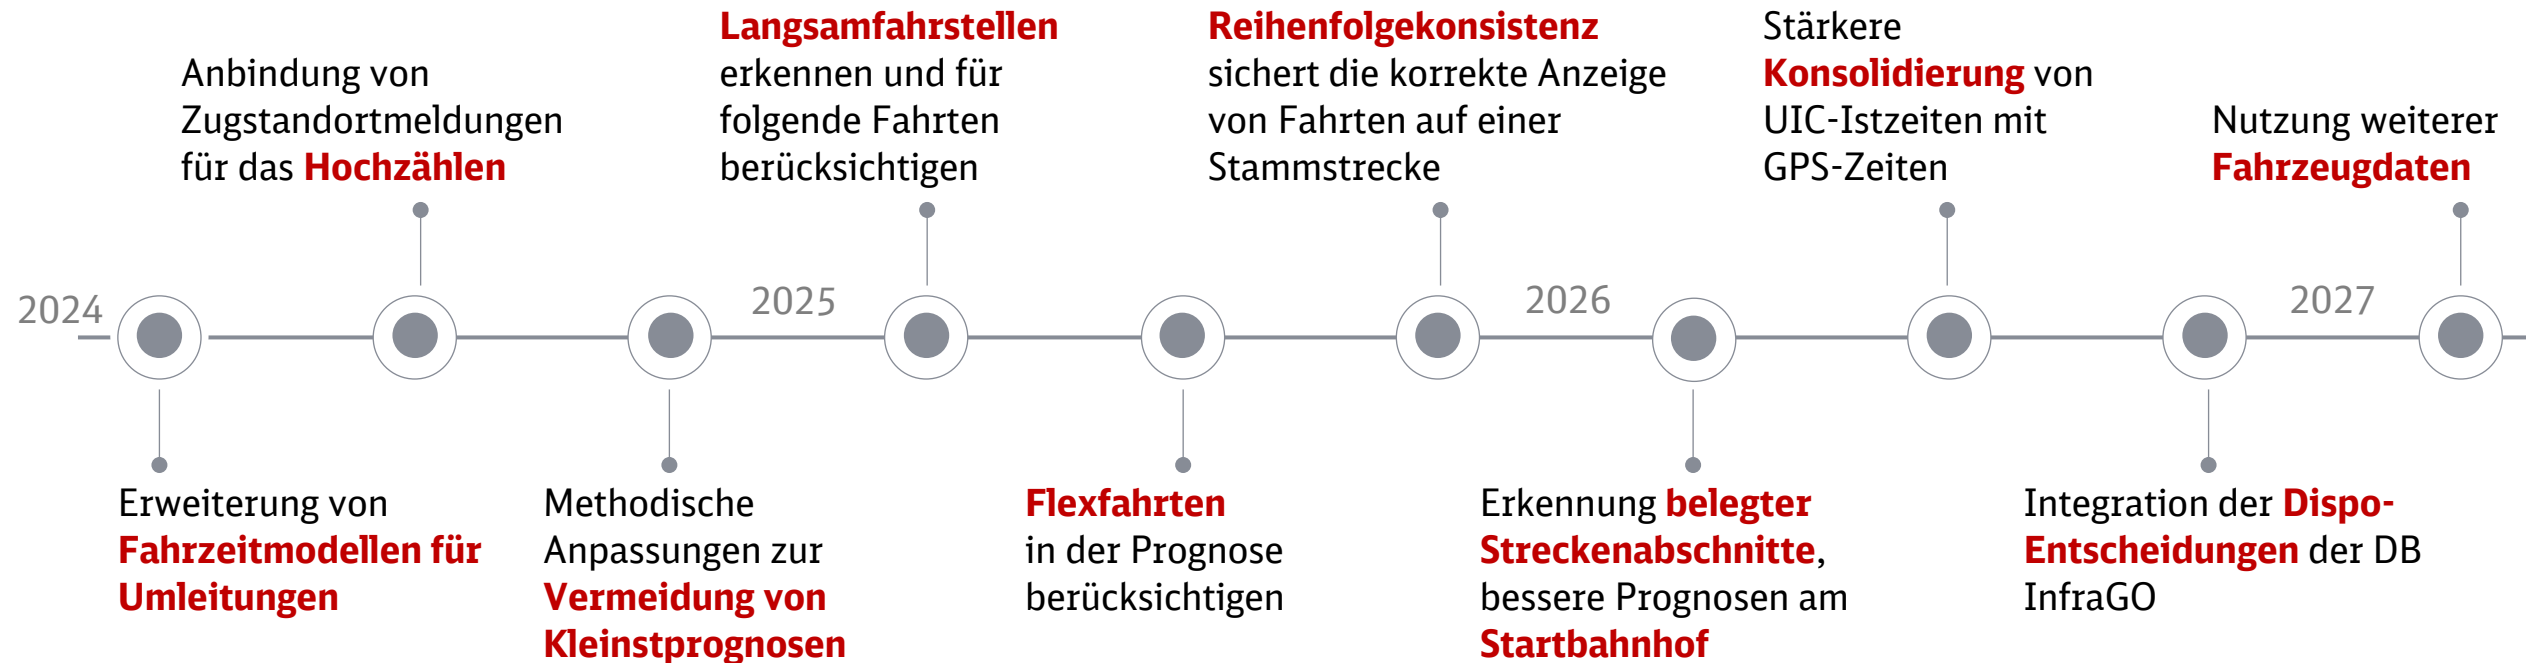 2024
Erweiterung von
Fahrzeitmodellen für
Umleitungen
Anbindung von
Zugstandortmeldungen
für das Hochzählen
Methodische
Anpassungen zur
Vermeidung von
Kleinstprognosen
2025
Langsamfahrstellen
erkennen und für
folgende Fahrten
berücksichtigen
Flexfahrten
in der Prognose
berücksichtigen
Reihenfolgekonsistenz
sichert die korrekte Anzeige
von Fahrten auf einer
Stammstrecke
2026
Erkennung belegter
Streckenabschnitte,
bessere Prognosen am
Startbahnhof
Stärkere
Konsolidierung von
UIC-Istzeiten mit
GPS-Zeiten
Integration der Dispo-
Entscheidungen der DB
InfraGO
2027
Nutzung weiterer
Fahrzeugdaten